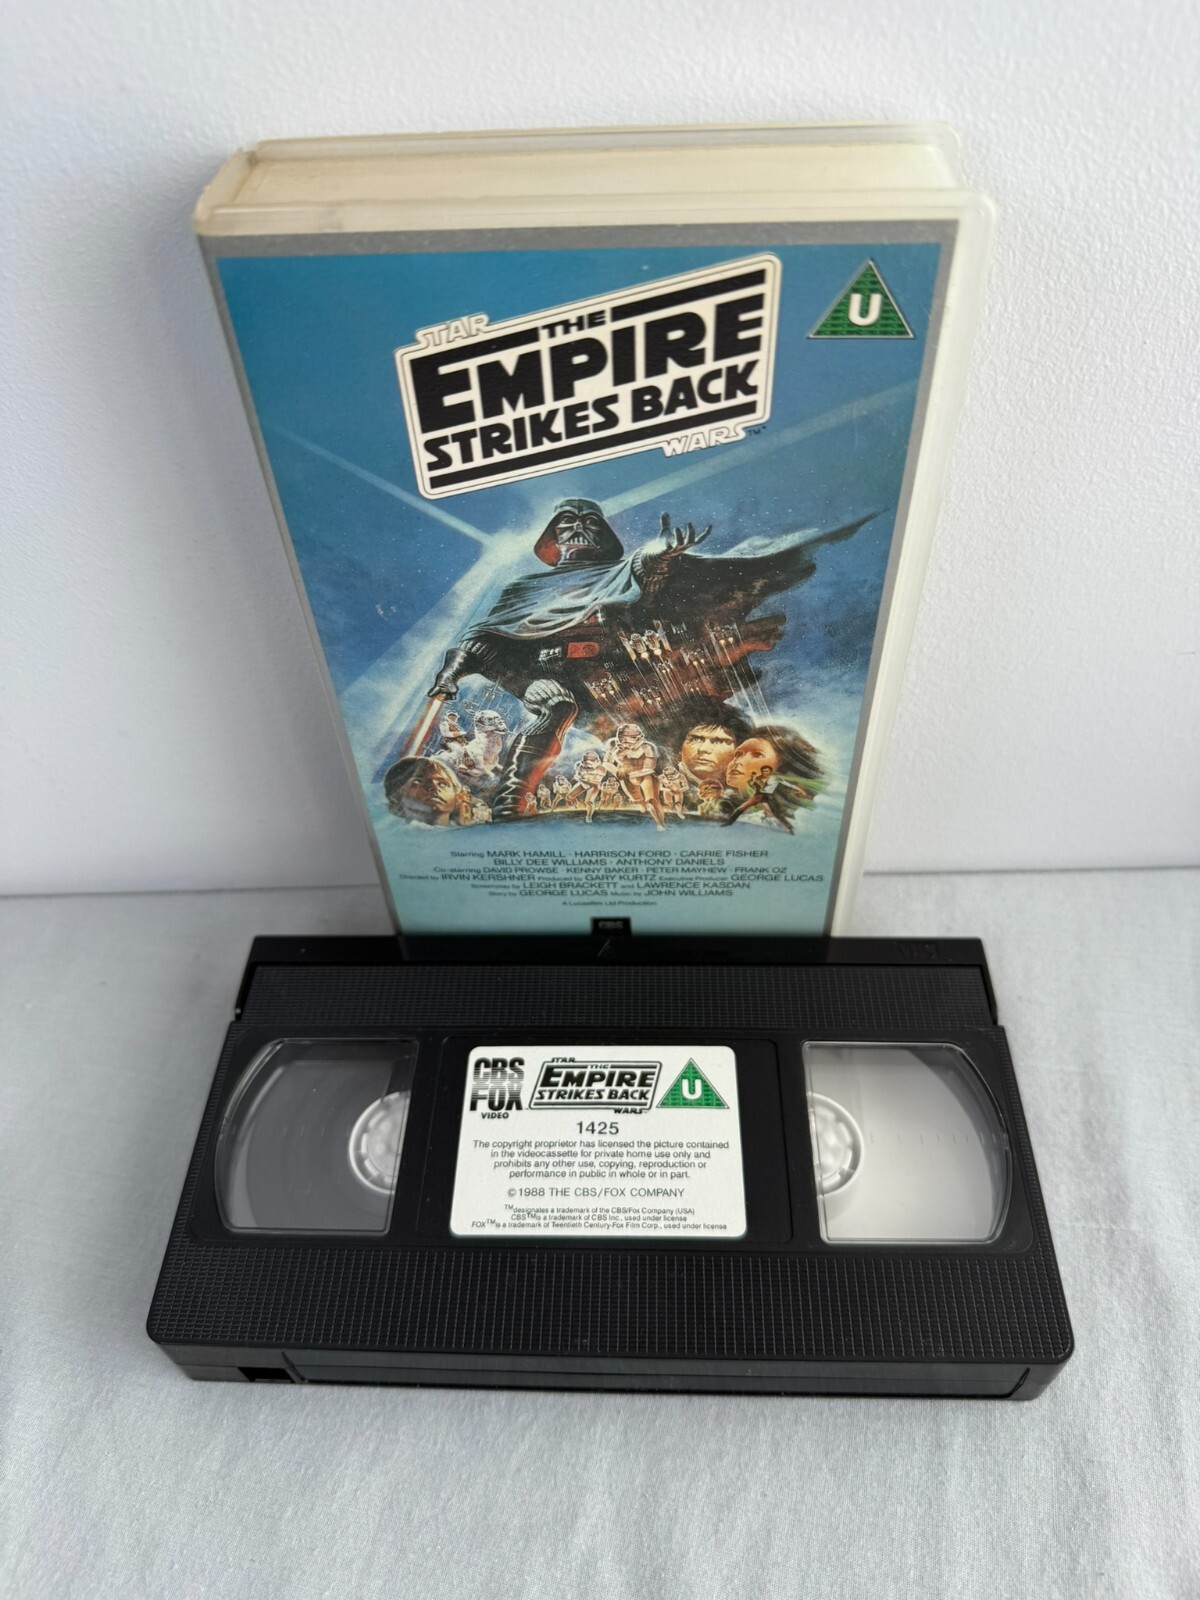 STAR
THE
EMPIRE
STRIKES BACK
WARS™
U
Starring MARK HAMILL · HARRISON FORD · CARRIE FISHER
BILLY DEE WILLIAMS · ANTHONY DANIELS
Co-starring DAVID PROWSE · KENNY BAKER · PETER MAYHEW · FRANK OZ
Directed by IRVIN KERSHNER Produced by GARY KURTZ Executive Producer GEORGE LUCAS
Screenplay by LEIGH BRACKETT and LAWRENCE KASDAN
Story by GEORGE LUCAS Music by JOHN WILLIAMS
A Lucasfilm Ltd Production
CBS
VHS
CBS
FOX
VIDEO
STAR
THE
EMPIRE
STRIKES BACK
WARS™
U
1425
The copyright proprietor has licensed the picture contained
in the videocassette for private home use only and
prohibits any other use, copying, reproduction or
performance in public in whole or in part.
©1988 THE CBS/FOX COMPANY
TM designates a trademark of the CBS/Fox Company (USA)
CBS™ is a trademark of CBS Inc., used under license
FOX™ is a trademark of Twentieth Century-Fox Film Corp., used under license